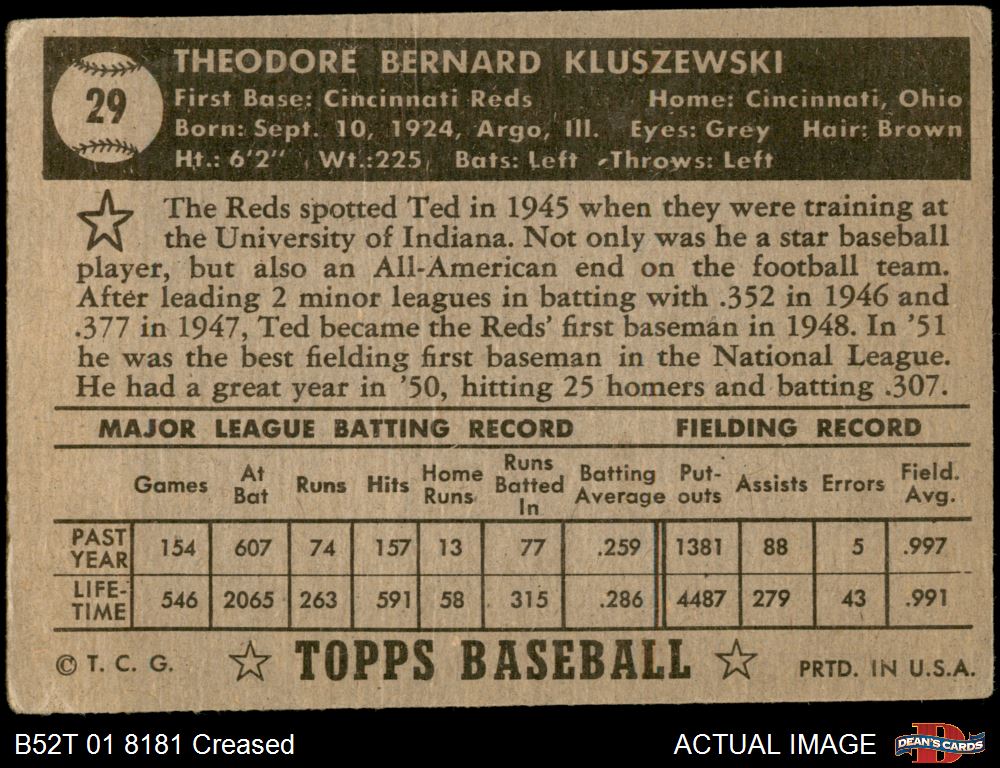 29
THEODORE BERNARD KLUSZEWSKI
First Base: Cincinnati Reds Home: Cincinnati, Ohio
Born: Sept. 10, 1924, Argo, Ill. Eyes: Grey Hair: Brown
Ht.: 6'2" Wt.:225 Bats: Left Throws: Left
The Reds spotted Ted in 1945 when they were training at
the University of Indiana. Not only was he a star baseball
player, but also an All-American end on the football team.
After leading 2 minor leagues in batting with .352 in 1946 and
.377 in 1947, Ted became the Reds' first baseman in 1948. In '51
he was the best fielding first baseman in the National League.
He had a great year in '50, hitting 25 homers and batting .307.
MAJOR LEAGUE BATTING RECORD FIELDING RECORD
Games At Bat Runs Hits Home Runs Runs Batted In Batting Average Put-outs Assists Errors Field. Avg.
PAST YEAR 154 607 74 157 13 77 .259 1381 88 5 .997
LIFE-TIME 546 2065 263 591 58 315 .286 4487 279 43 .991
© T. C. G. TOPPS BASEBALL PRTD. IN U.S.A.
B52T 01 8181 Creased ACTUAL IMAGE DEAN'S CARDS